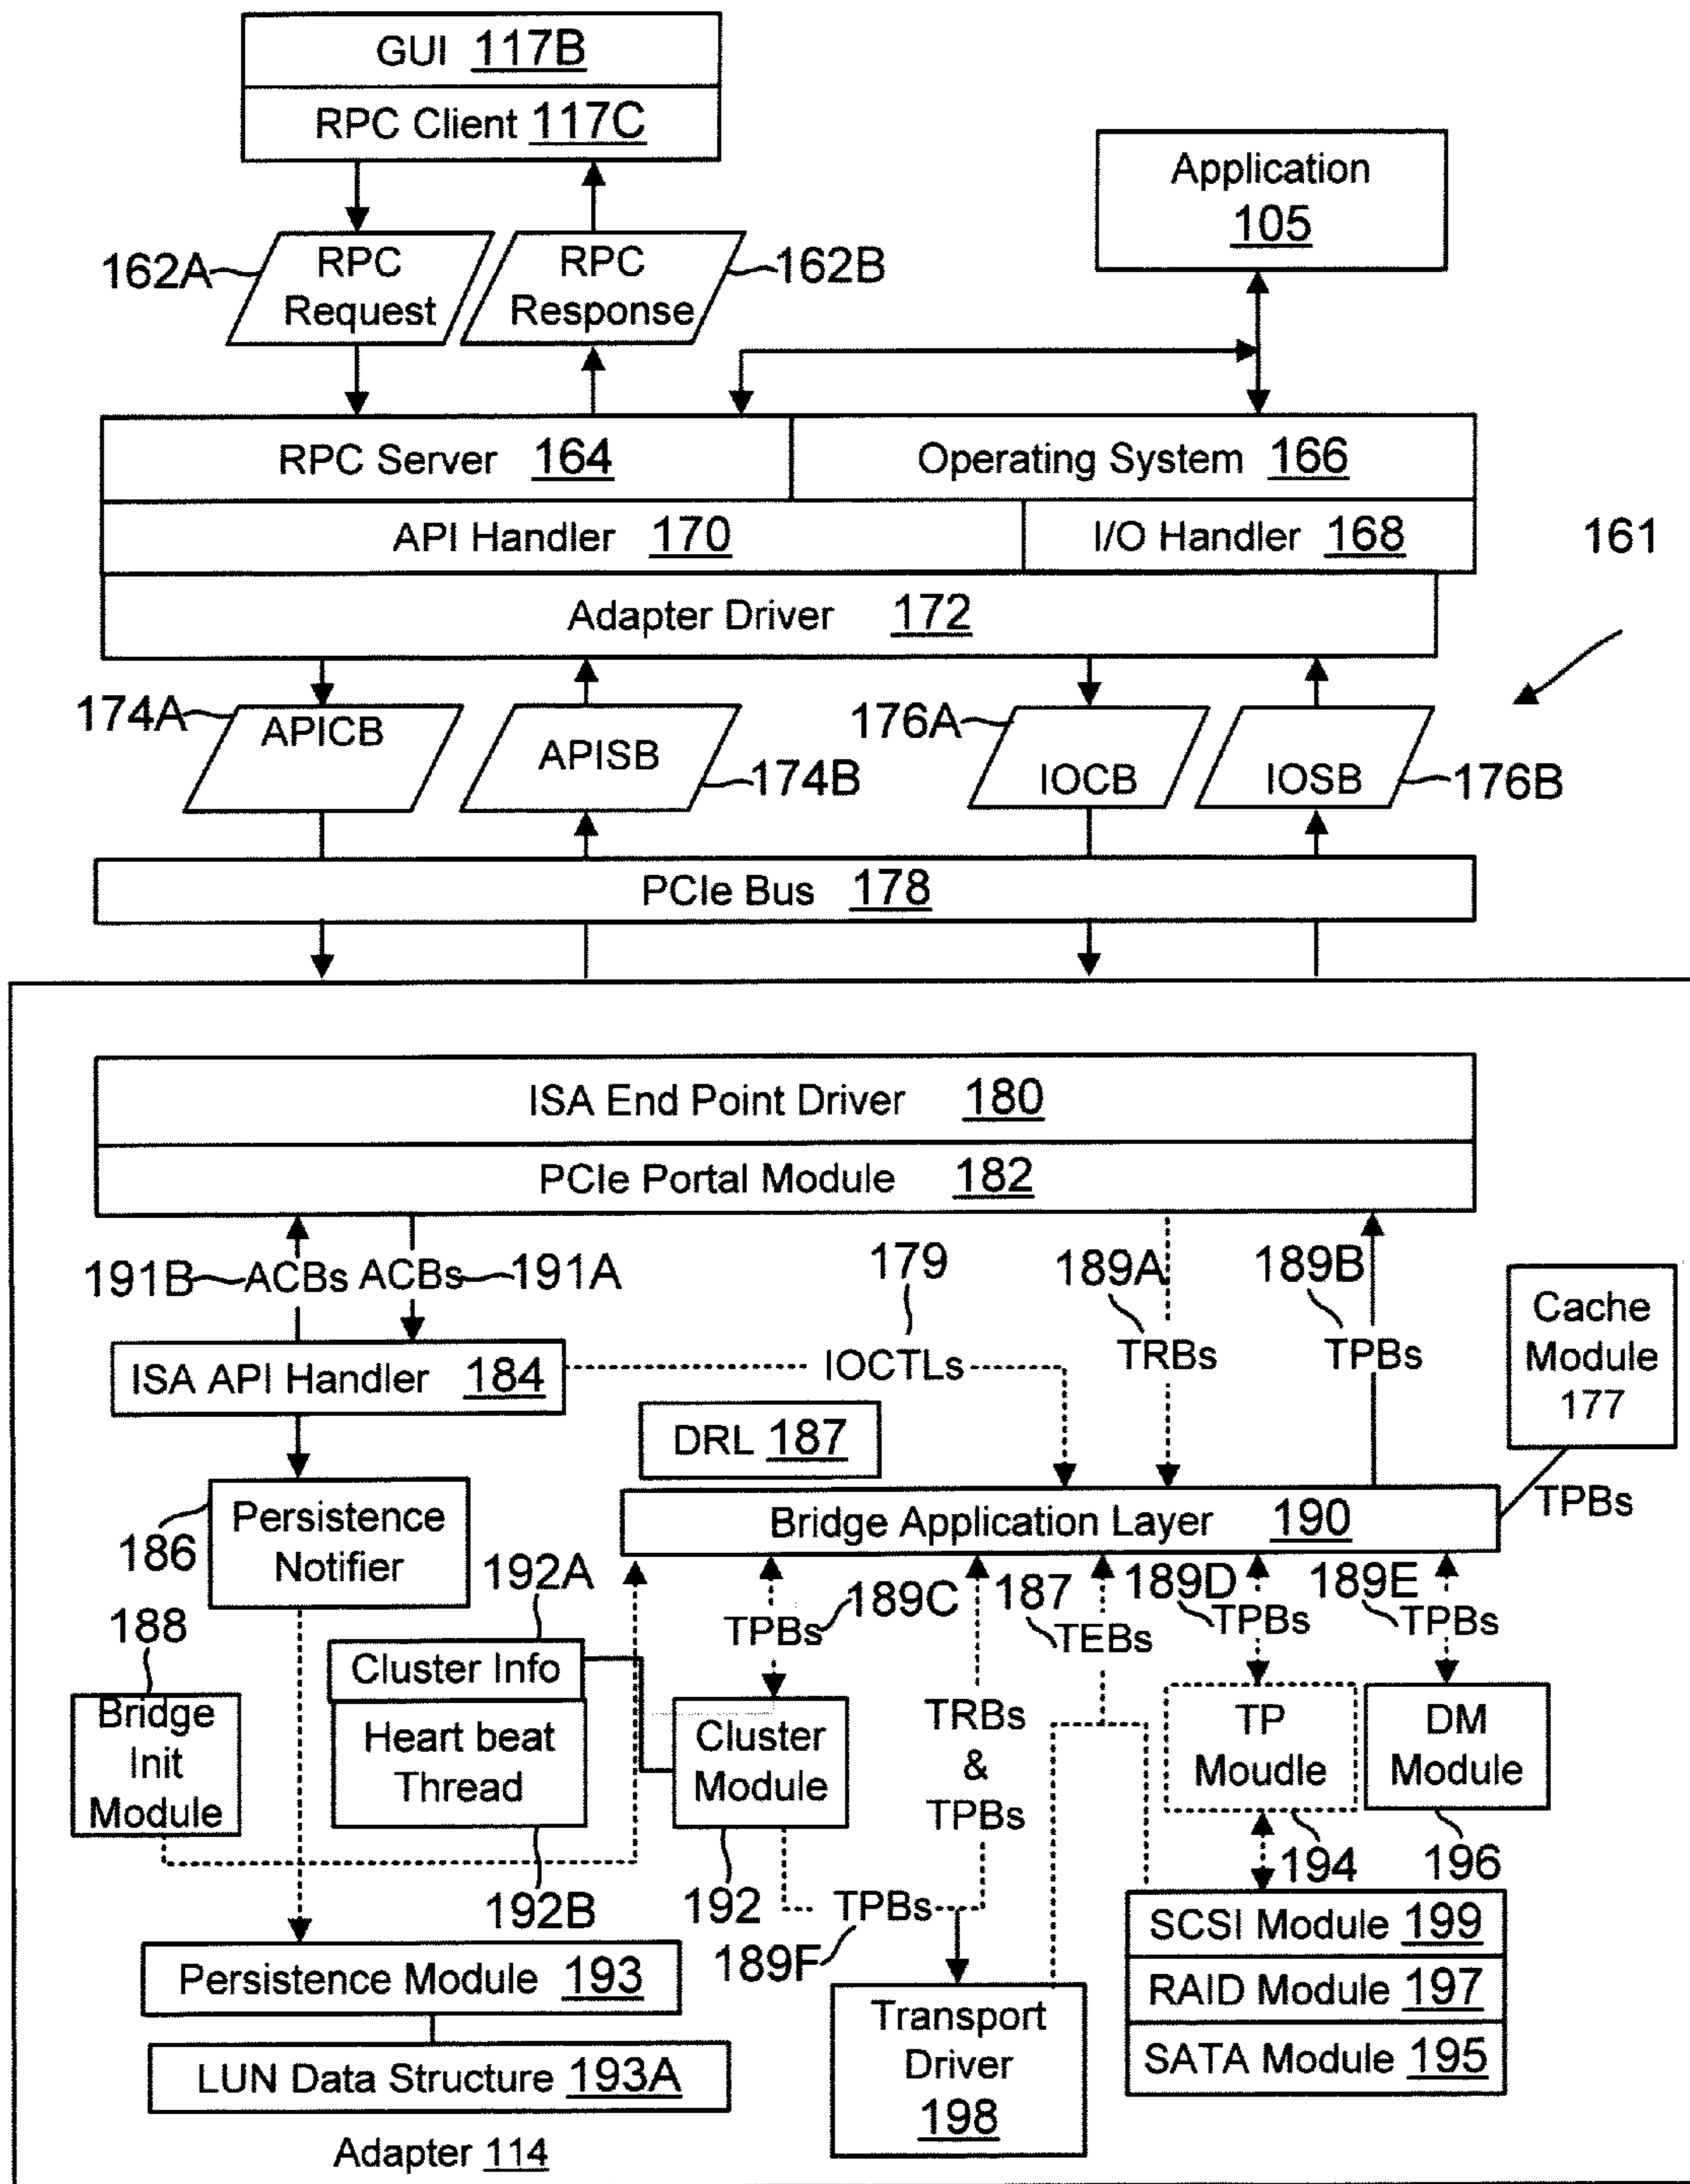 GUI 117B
RPC Client 117C
Application
105
162A
RPC
Request
RPC
Response
162B
RPC Server 164
Operating System 166
API Handler 170
I/O Handler 168
161
Adapter Driver 172
174A
APICB
APISB
174B
176A
IOCB
IOSB
176B
PCIe Bus 178
ISA End Point Driver 180
PCIe Portal Module 182
191B
ACBs
ACBs
191A
179
189A
189B
Cache
Module
177
ISA API Handler 184
IOCTLs
TRBs
TPBs
DRL 187
TPBs
186
Persistence
Notifier
Bridge Application Layer 190
188
192A
189C
187
189D
189E
TPBs
TEBs
TPBs
TPBs
Bridge
Init
Module
Cluster Info
Heart beat
Thread
Cluster
Module
TRBs
&
TPBs
TP
Moudle
DM
Module
192B
192
TPBs
189F
194
196
Persistence Module 193
LUN Data Structure 193A
Transport
Driver
198
SCSI Module 199
RAID Module 197
SATA Module 195
Adapter 114